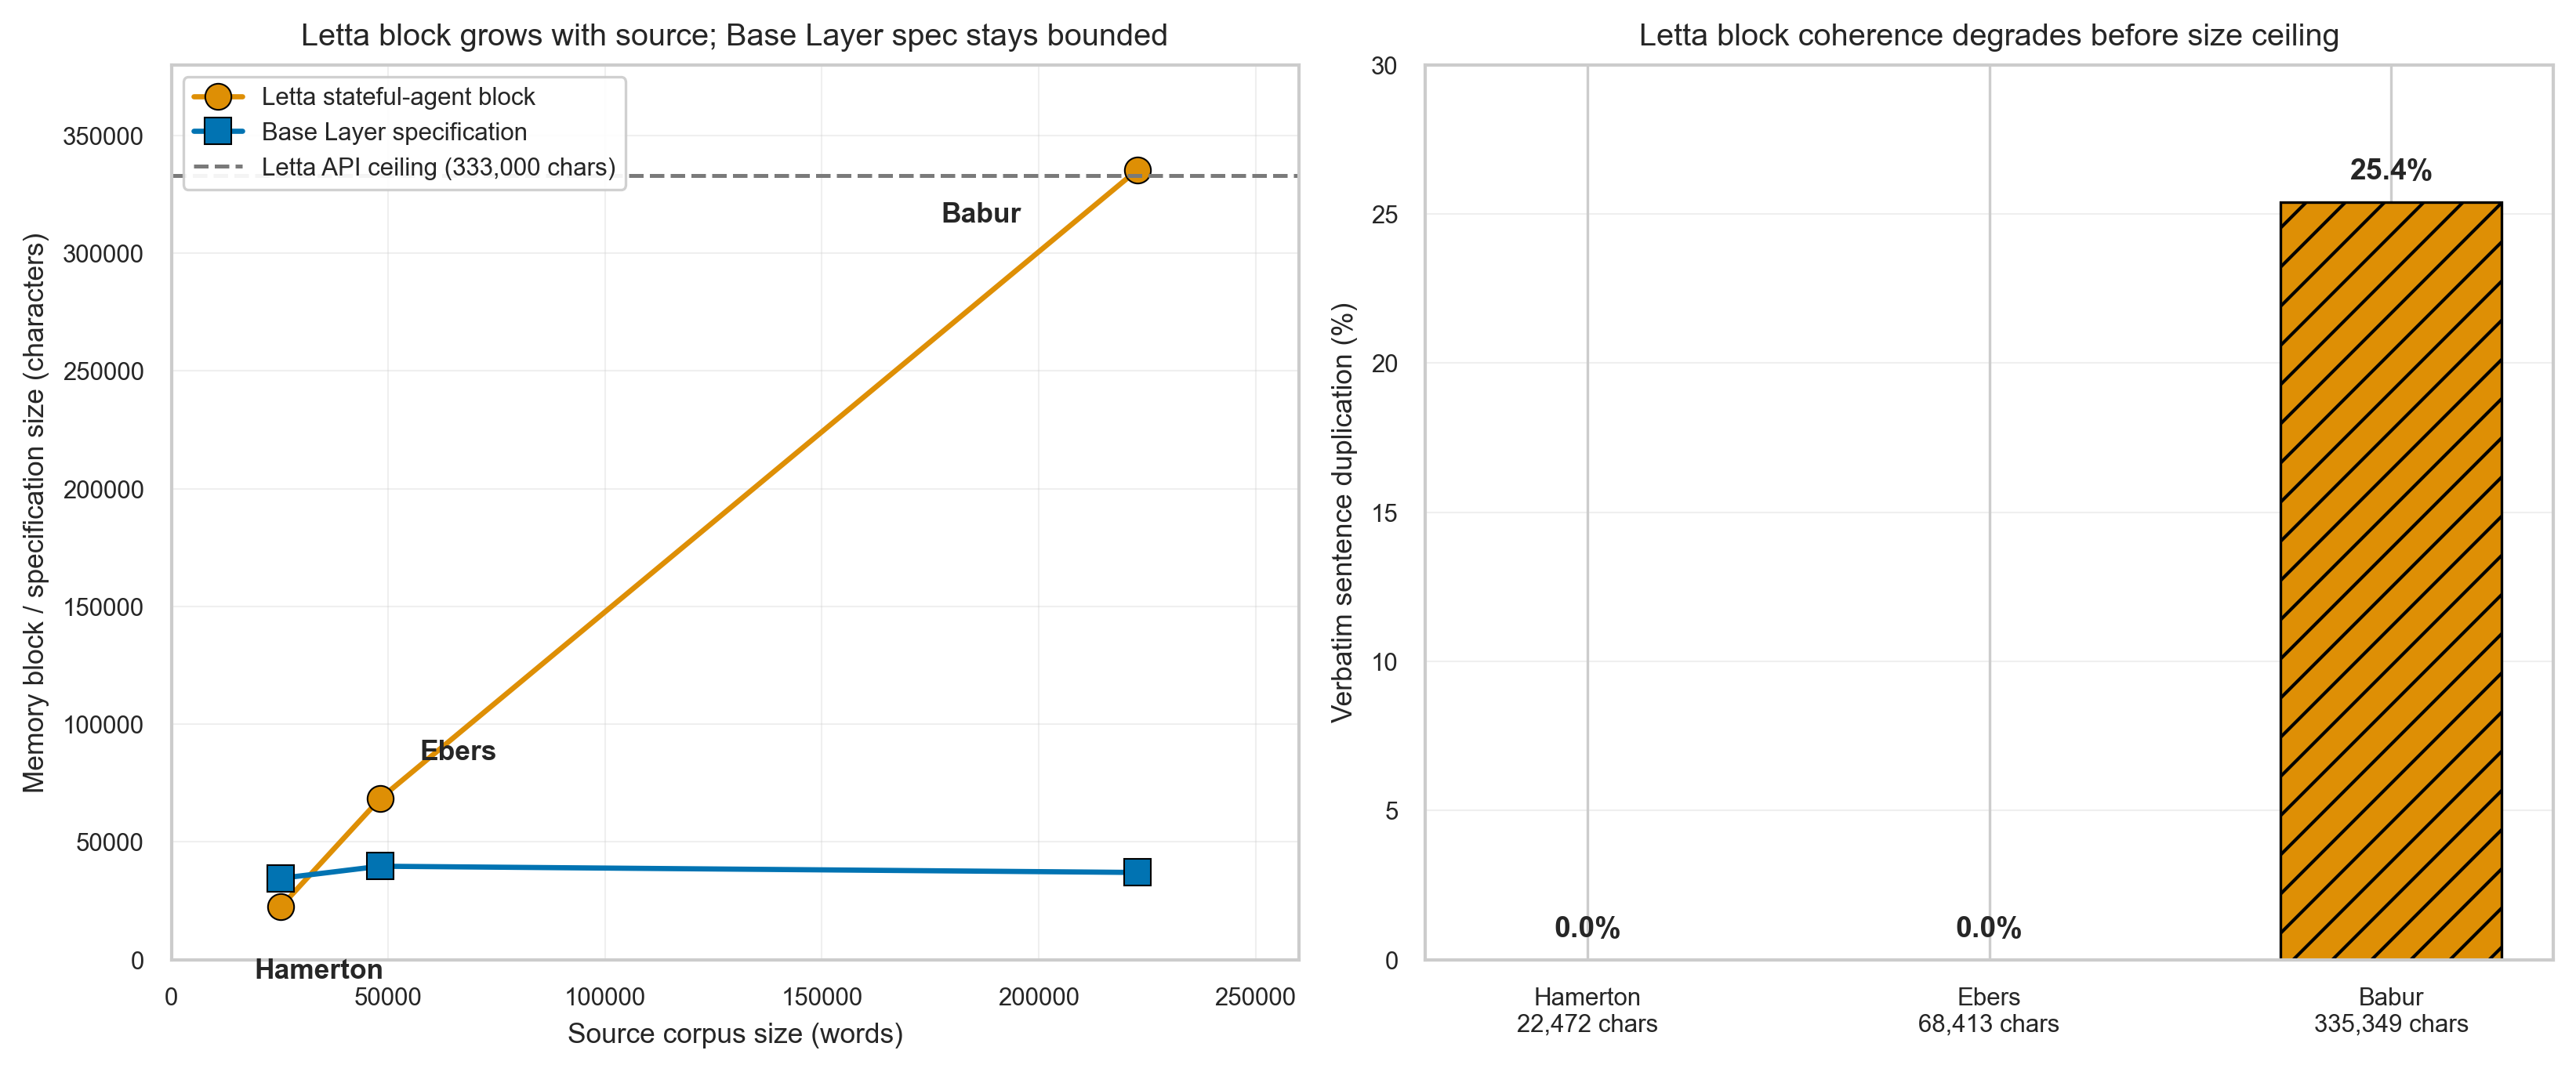 Letta block grows with source; Base Layer spec stays bounded
Letta stateful-agent block
Base Layer specification
Letta API ceiling (333,000 chars)
Memory block / specification size (characters)
350000
300000
250000
200000
150000
100000
50000
0
Babur
Ebers
Hamerton
0
50000
100000
150000
200000
250000
Source corpus size (words)
Letta block coherence degrades before size ceiling
Verbatim sentence duplication (%)
30
25
20
15
10
5
0
0.0%
0.0%
25.4%
Hamerton
22,472 chars
Ebers
68,413 chars
Babur
335,349 chars